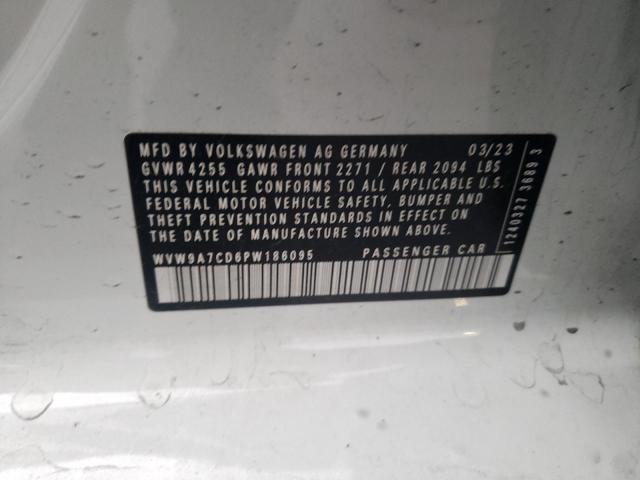 MFD BY VOLKSWAGEN AG GERMANY 03/23
GVWR 4255 GAWR FRONT 2271 / REAR 2094 LBS
THIS VEHICLE CONFORMS TO ALL APPLICABLE U.S.
FEDERAL MOTOR VEHICLE SAFETY, BUMPER AND
THEFT PREVENTION STANDARDS IN EFFECT ON
THE DATE OF MANUFACTURE SHOWN ABOVE.
WVW9A7CD6PW186095 PASSENGER CAR
1240327 3689 3